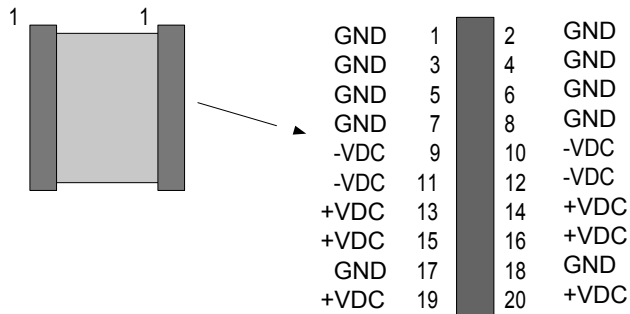 1 1
GND 1 2 GND
GND 3 4 GND
GND 5 6 GND
GND 7 8 GND
-VDC 9 10 -VDC
-VDC 11 12 -VDC
+VDC 13 14 +VDC
+VDC 15 16 +VDC
GND 17 18 GND
+VDC 19 20 +VDC